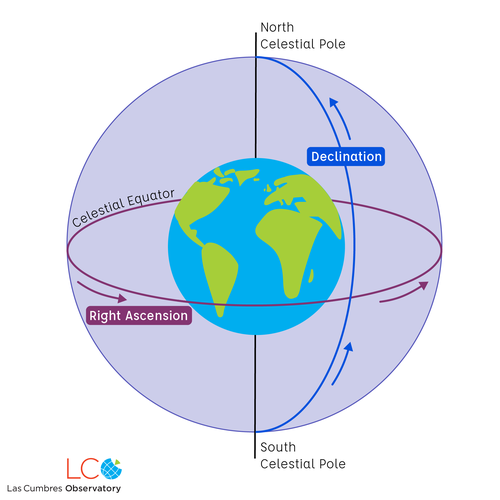 North
Celestial Pole
Declination
Celestial Equator
Right Ascension
South
Celestial Pole
LCO
Las Cumbres Observatory